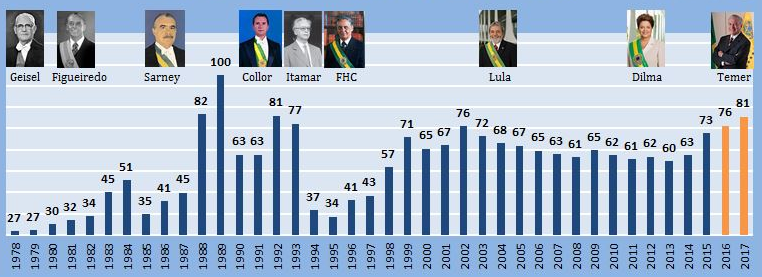 Geisel Figueiredo Sarney Collor Itamar FHC Lula Dilma Temer
27 27 30 32 34 45 51 35 41 45 82 100 63 63 81 77 37 34 41 43 57 71 65 67 76 72 68 67 65 63 61 65 62 61 62 60 63 73 76 81
1978 1979 1980 1981 1982 1983 1984 1985 1986 1987 1988 1989 1990 1991 1992 1993 1994 1995 1996 1997 1998 1999 2000 2001 2002 2003 2004 2005 2006 2007 2008 2009 2010 2011 2012 2013 2014 2015 2016 2017